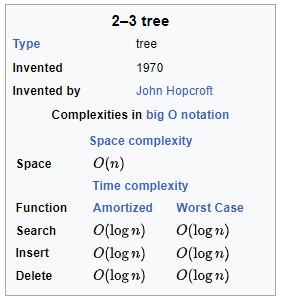 2–3 tree
Type tree
Invented 1970
Invented by John Hopcroft
Complexities in big O notation
Space complexity
Space O(n)
Time complexity
Function Amortized Worst Case
Search O(log n) O(log n)
Insert O(log n) O(log n)
Delete O(log n) O(log n)